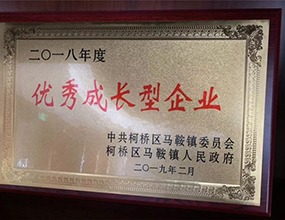 二〇一八年度
优秀成长型企业
中共柯桥区马鞍镇委员会
柯桥区马鞍镇人民政府
二〇一九年二月